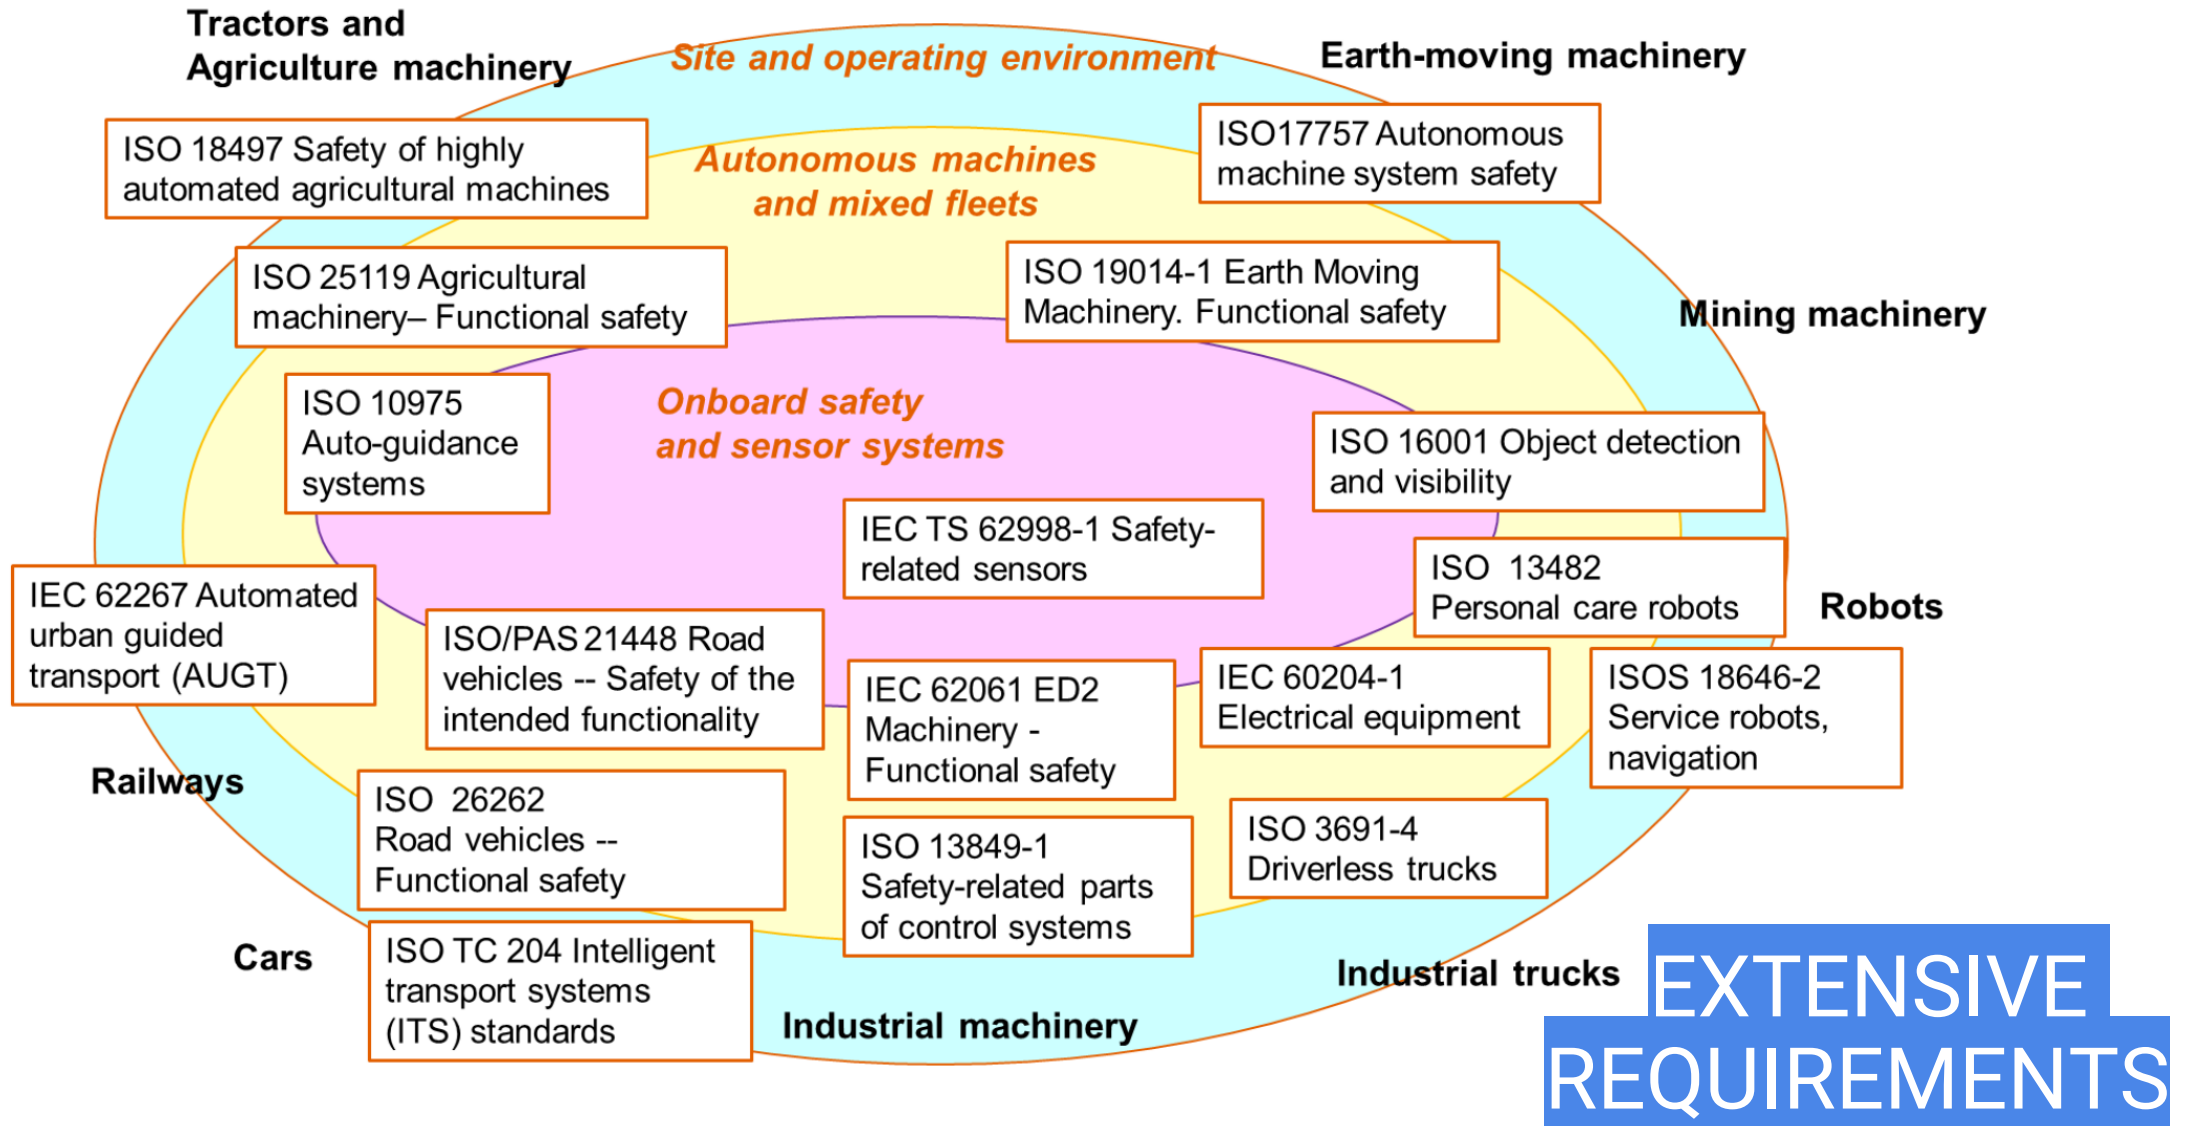 Tractors and
Agriculture machinery
Site and operating environment
Earth-moving machinery
ISO 18497 Safety of highly
automated agricultural machines
Autonomous machines
and mixed fleets
ISO17757 Autonomous
machine system safety
ISO 25119 Agricultural
machinery– Functional safety
ISO 19014-1 Earth Moving
Machinery. Functional safety
Mining machinery
ISO 10975
Auto-guidance
systems
Onboard safety
and sensor systems
ISO 16001 Object detection
and visibility
IEC TS 62998-1 Safety-
related sensors
ISO 13482
Personal care robots
Robots
IEC 62267 Automated
urban guided
transport (AUGT)
ISO/PAS 21448 Road
vehicles -- Safety of the
intended functionality
IEC 62061 ED2
Machinery -
Functional safety
IEC 60204-1
Electrical equipment
ISOS 18646-2
Service robots,
navigation
Railways
ISO 26262
Road vehicles --
Functional safety
ISO 13849-1
Safety-related parts
of control systems
ISO 3691-4
Driverless trucks
Cars
ISO TC 204 Intelligent
transport systems
(ITS) standards
Industrial machinery
Industrial trucks
EXTENSIVE
REQUIREMENTS